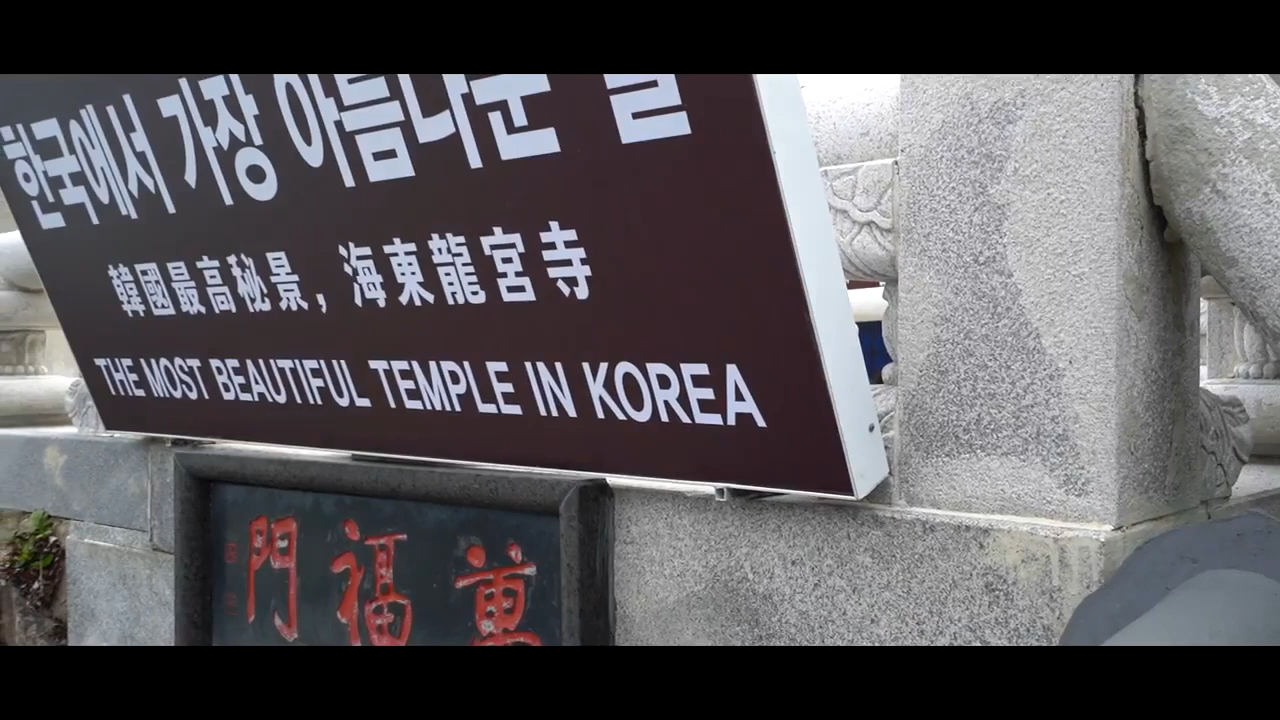 한국에서 가장 아름다운 절
韓國最高秘景, 海東龍宮寺
THE MOST BEAUTIFUL TEMPLE IN KOREA
門福萬